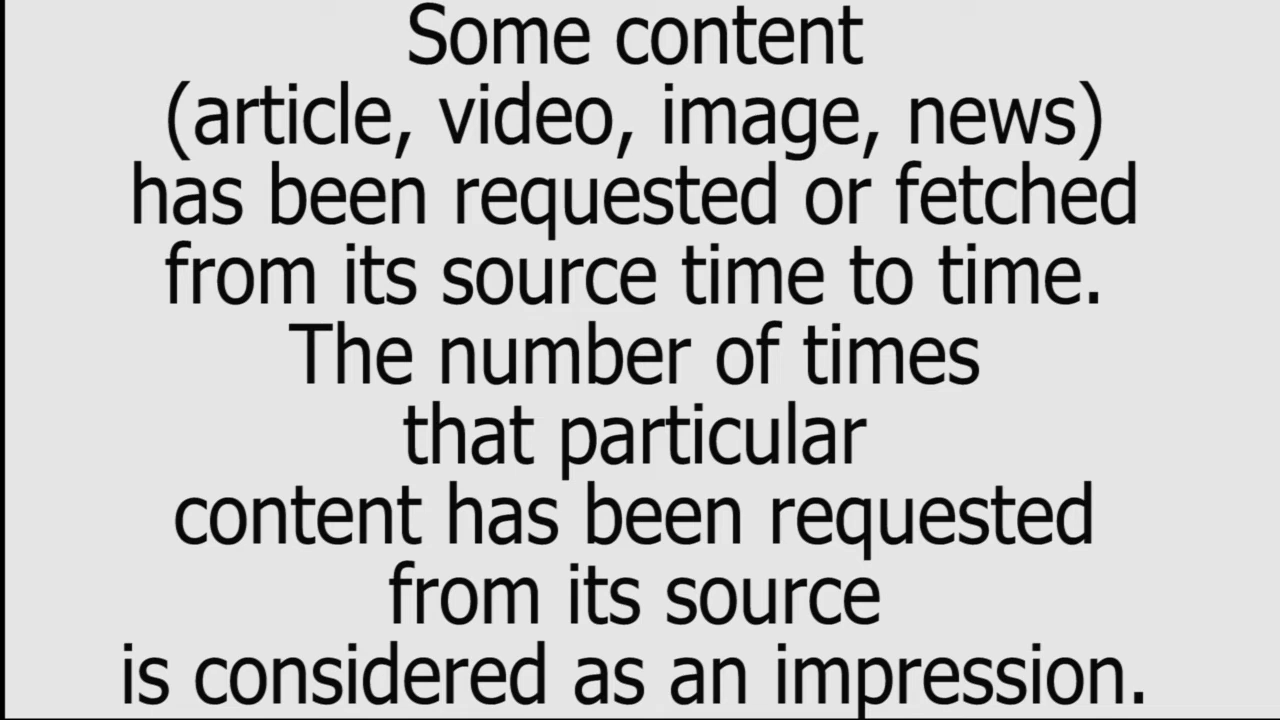 Some content
(article, video, image, news)
has been requested or fetched
from its source time to time.
The number of times
that particular
content has been requested
from its source
is considered as an impression.